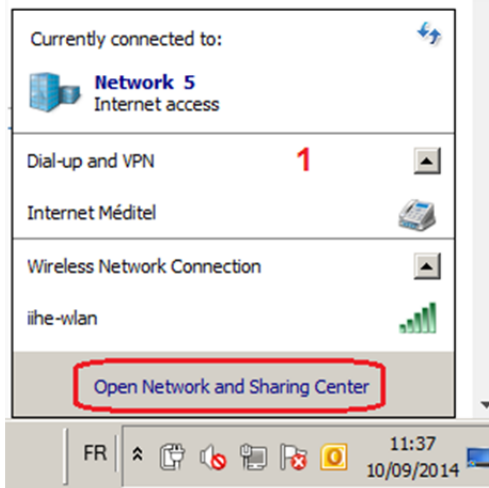 Currently connected to:
Network 5
Internet access
Dial-up and VPN 1
Internet Méditel
Wireless Network Connection
iihe-wlan
Open Network and Sharing Center
FR 11:37
10/09/2014